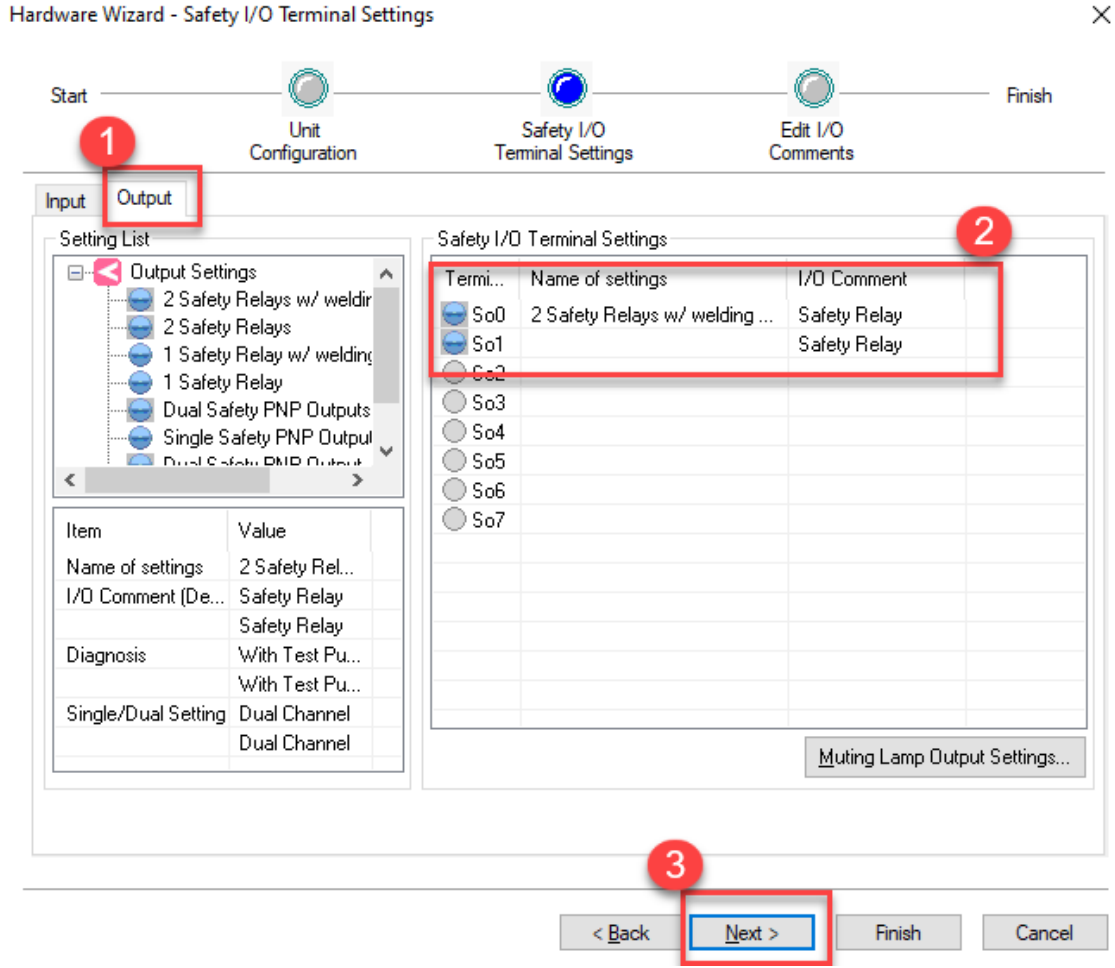 Hardware Wizard - Safety I/O Terminal Settings
Start
Unit
Configuration
Safety I/O
Terminal Settings
Edit I/O
Comments
Finish
1
Input
Output
Setting List
Output Settings
2 Safety Relays w/ weldir
2 Safety Relays
1 Safety Relay w/ welding
1 Safety Relay
Dual Safety PNP Outputs
Single Safety PNP Output
Dual Safety PNP Output
Item Value
Name of settings 2 Safety Rel...
I/O Comment (De... Safety Relay
Safety Relay
Diagnosis With Test Pu...
With Test Pu...
Single/Dual Setting Dual Channel
Dual Channel
Safety I/O Terminal Settings
2
Termi... Name of settings I/O Comment
So0 2 Safety Relays w/ welding ... Safety Relay
So1 Safety Relay
So2
So3
So4
So5
So6
So7
Muting Lamp Output Settings...
3
< Back
Next >
Finish
Cancel